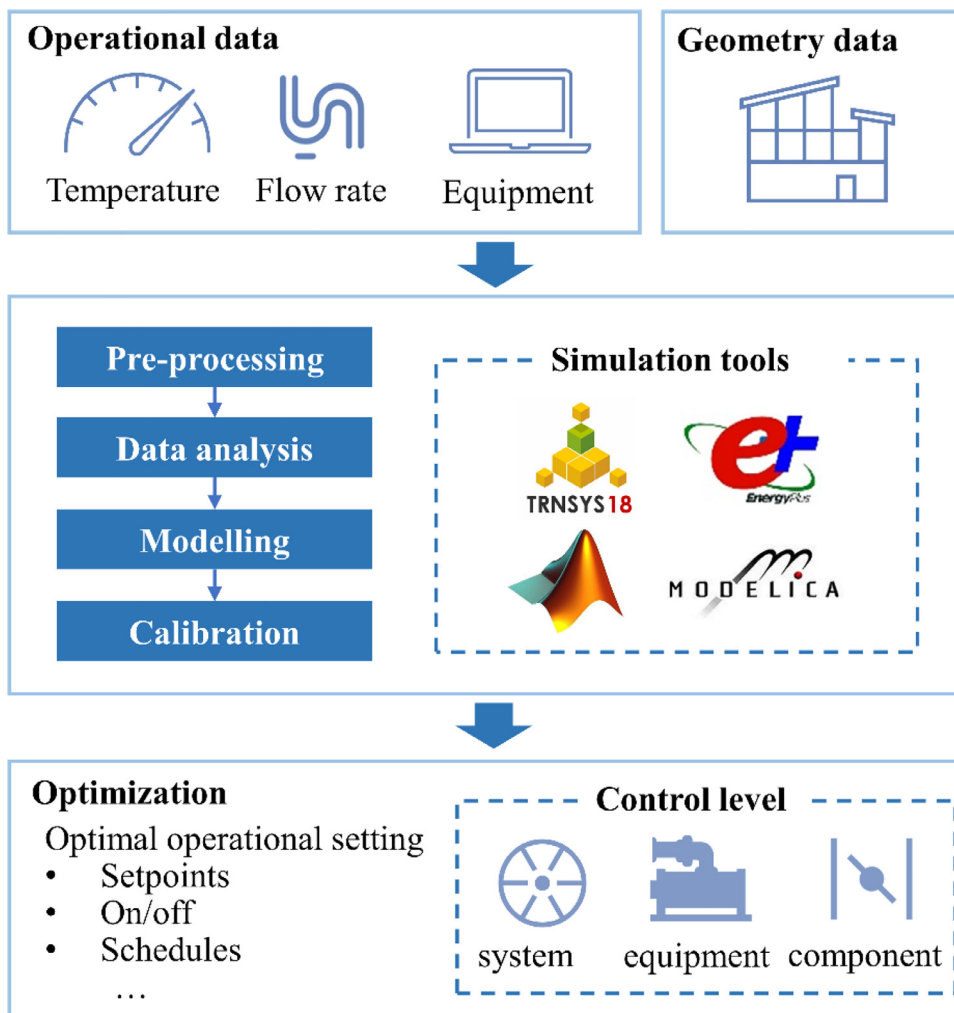 Operational data
Temperature
Flow rate
Equipment
Geometry data
Pre-processing
Data analysis
Modelling
Calibration
Simulation tools
TRNSYS18
e+
EnergyPlus
MODELICA
Optimization
Optimal operational setting
• Setpoints
• On/off
• Schedules
…
Control level
system
equipment
component